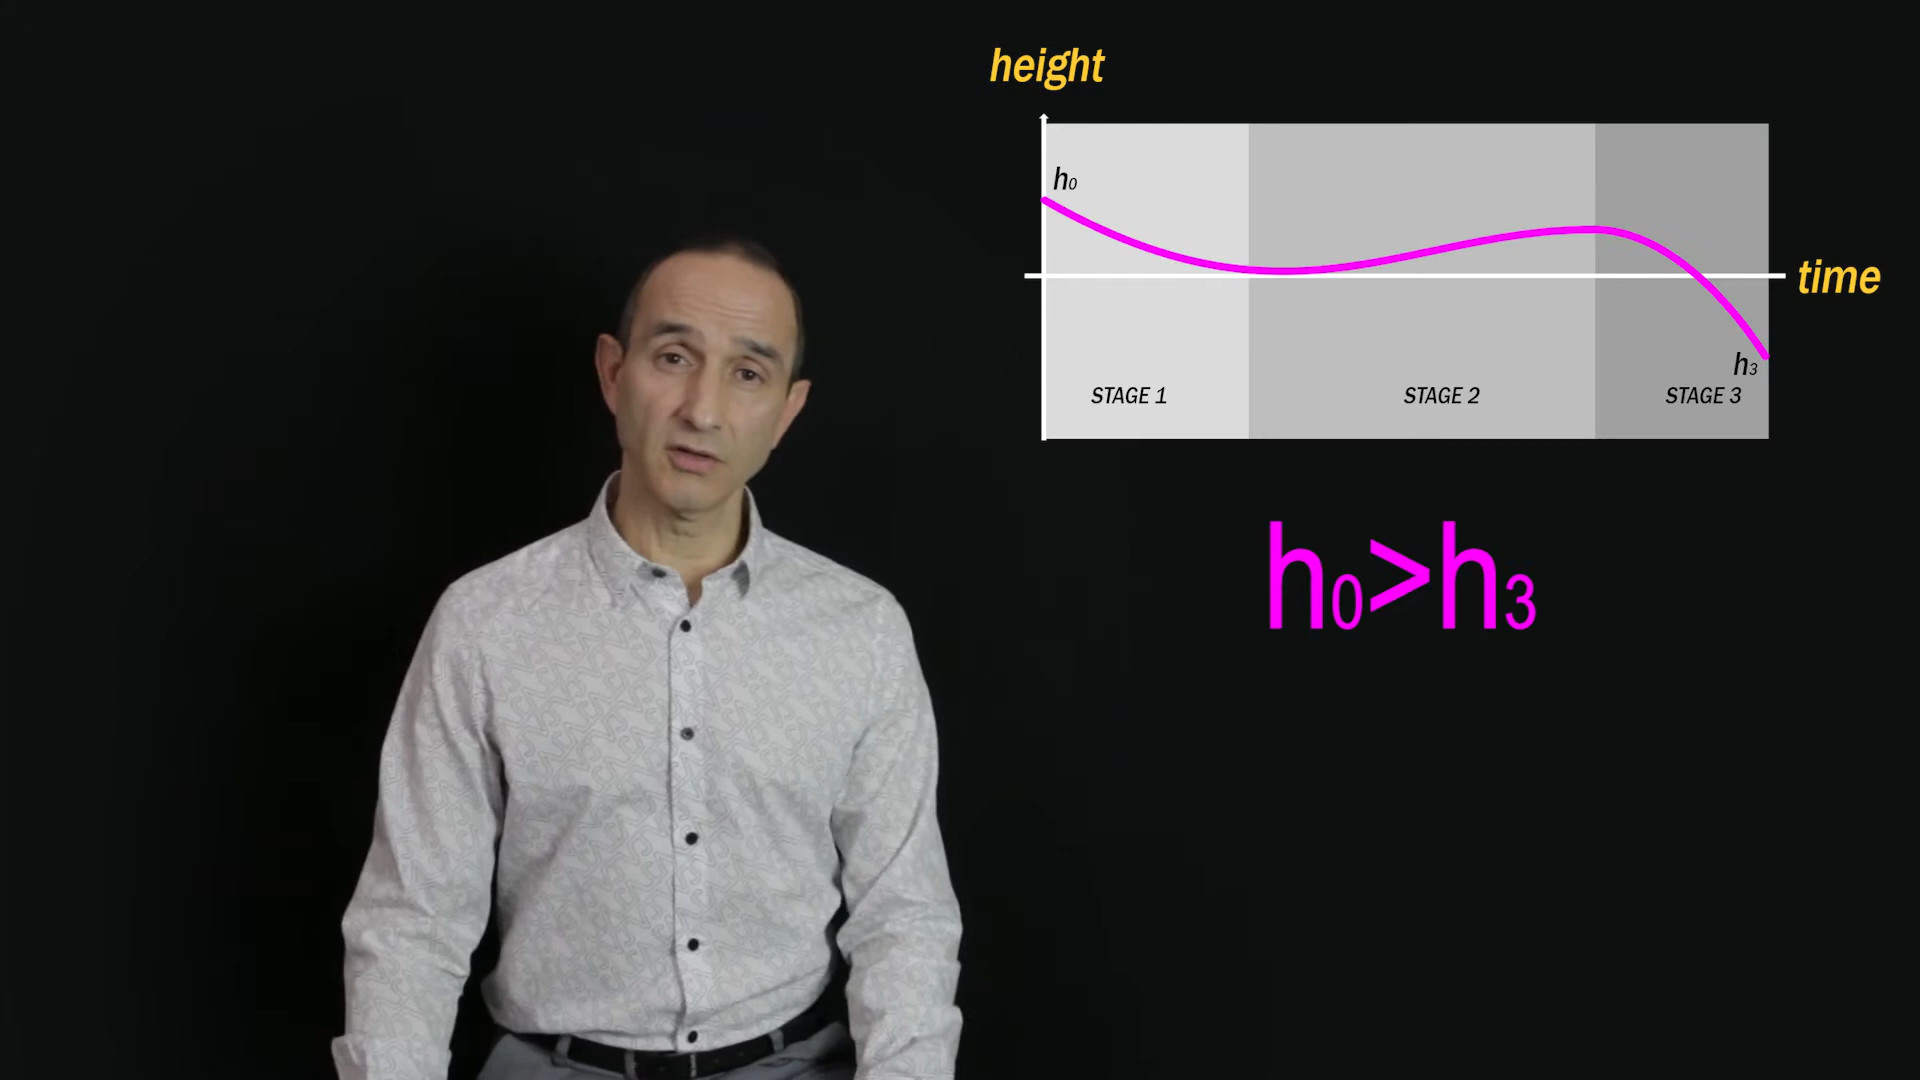 height
h0
time
h3
STAGE 1
STAGE 2
STAGE 3
h0>h3